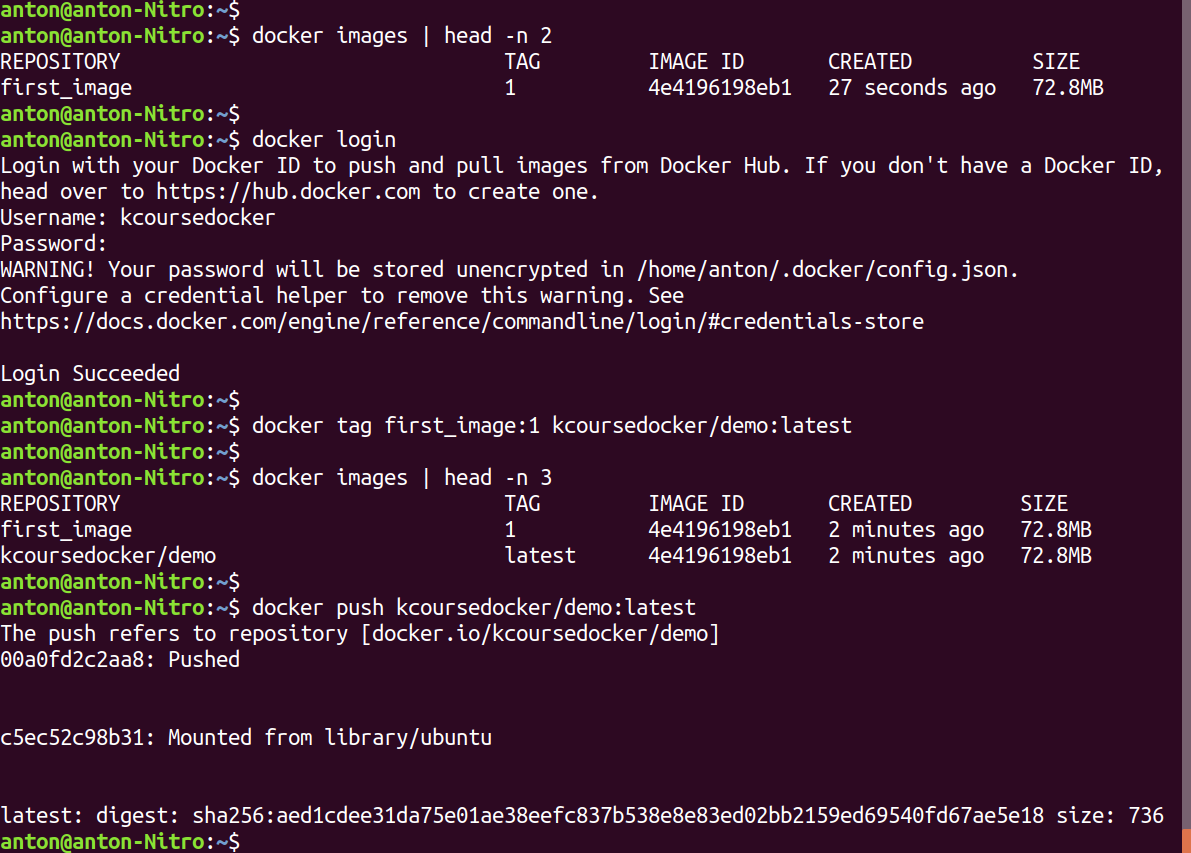 anton@anton-Nitro:~$
anton@anton-Nitro:~$ docker images | head -n 2
REPOSITORY TAG IMAGE ID CREATED SIZE
first_image 1 4e4196198eb1 27 seconds ago 72.8MB
anton@anton-Nitro:~$
anton@anton-Nitro:~$ docker login
Login with your Docker ID to push and pull images from Docker Hub. If you don't have a Docker ID,
head over to https://hub.docker.com to create one.
Username: kcoursedocker
Password:
WARNING! Your password will be stored unencrypted in /home/anton/.docker/config.json.
Configure a credential helper to remove this warning. See
https://docs.docker.com/engine/reference/commandline/login/#credentials-store
Login Succeeded
anton@anton-Nitro:~$
anton@anton-Nitro:~$ docker tag first_image:1 kcoursedocker/demo:latest
anton@anton-Nitro:~$
anton@anton-Nitro:~$ docker images | head -n 3
REPOSITORY TAG IMAGE ID CREATED SIZE
first_image 1 4e4196198eb1 2 minutes ago 72.8MB
kcoursedocker/demo latest 4e4196198eb1 2 minutes ago 72.8MB
anton@anton-Nitro:~$
anton@anton-Nitro:~$ docker push kcoursedocker/demo:latest
The push refers to repository [docker.io/kcoursedocker/demo]
00a0fd2c2aa8: Pushed
c5ec52c98b31: Mounted from library/ubuntu
latest: digest: sha256:aed1cdee31da75e01ae38eefc837b538e8e83ed02bb2159ed69540fd67ae5e18 size: 736
anton@anton-Nitro:~$